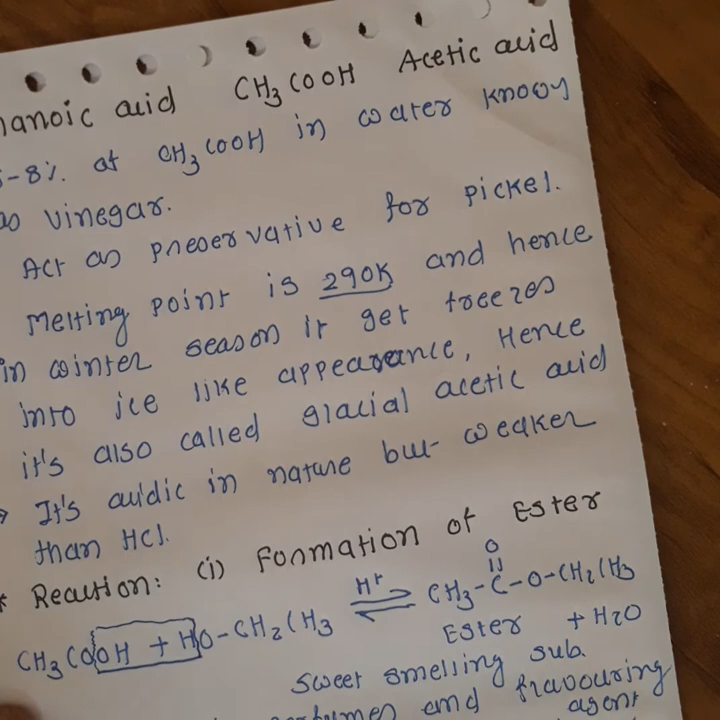 anoic acid CH3COOH Acetic acid
-8% of CH3COOH in water know
as vinegar.
Act as preservative for pickel.
Melting point is 290K and hence
in winter season it get freezes
into ice like appearance, Hence
it's also called glacial acetic acid
→ It's acidic in nature but weaker
than HCl.
* Reaction: (i) Formation of Ester
CH3COOH + HO-CH2CH3 ⇌[H+] CH3-C(=O)-O-CH2CH3
Ester + H2O
sweet smelling sub.
and flavouring
agent